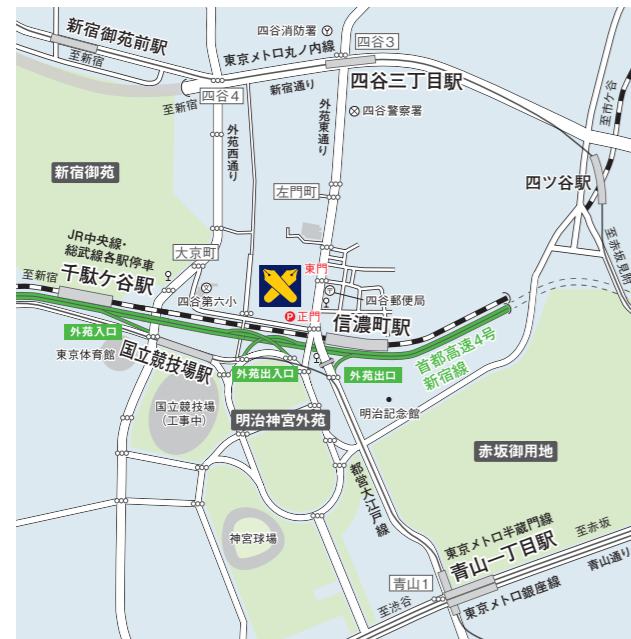 四谷消防署
四谷3
新宿御苑前駅
至新宿
東京メトロ丸ノ内線
新宿通り
四谷三丁目駅
至新宿
四谷4
外苑西通り
外苑東通り
四谷警察署
至市ケ谷
新宿御苑
左門町
四ツ谷駅
JR中央線・
総武線各駅停車
大京町
至新宿
千駄ケ谷駅
東門
四谷第六小
四谷郵便局
至赤坂見附
P
正門
信濃町駅
外苑入口
東京体育館
国立競技場駅
外苑出入口
外苑出口
首都高速4号
新宿線
国立競技場
(工事中)
明治神宮外苑
明治記念館
赤坂御用地
都営大江戸線
神宮球場
東京メトロ半蔵門線
至赤坂
青山一丁目駅
青山通り
青山1
至渋谷
東京メトロ銀座線